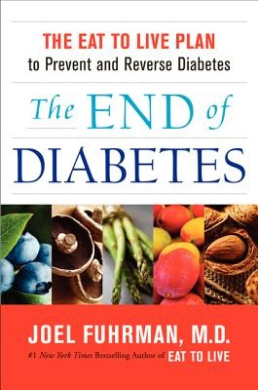 THE EAT TO LIVE PLAN
to Prevent and Reverse Diabetes
The END of
DIABETES
JOEL FUHRMAN, M.D.
#1 New York Times Bestselling Author of EAT TO LIVE